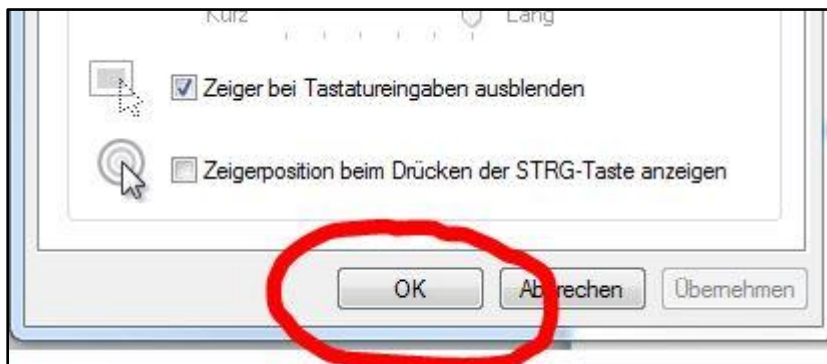 Kurz Lang
Zeiger bei Tastatureingaben ausblenden
Zeigerposition beim Drücken der STRG-Taste anzeigen
OK Abbrechen Übernehmen